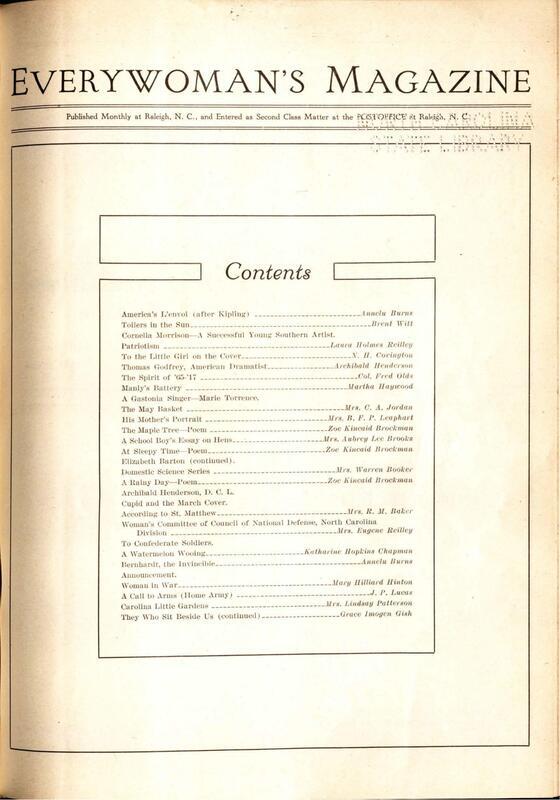 EVERYWOMAN'S MAGAZINE
Published Monthly at Raleigh, N. C., and Entered as Second Class Matter at the POSTOFFICE at Raleigh, N. C.
NORTH CAROLINA
STATE LIBRARY
Contents
America's L'envoi (after Kipling) Annelu Burns
Toilers in the Sun Brent Witt
Cornelia Morrison—A Successful Young Southern Artist.
Patriotism Laura Holmes Reilley
To the Little Girl on the Cover N. H. Covington
Thomas Godfrey, American Dramatist Archibald Henderson
The Spirit of '65-'17 Col. Fred Olds
Manly's Battery Martha Haywood
A Gastonia Singer—Marie Torrence.
The May Basket Mrs. C. A. Jordan
His Mother's Portrait Mrs. R. F. P. Leaphart
The Maple Tree—Poem Zoe Kincaid Brockman
A School Boy's Essay on Hens Mrs. Aubrey Lee Brooks
At Sleepy Time—Poem Zoe Kincaid Brockman
Elizabeth Barton (continued).
Domestic Science Series Mrs. Warren Booker
A Rainy Day—Poem Zoe Kincaid Brockman
Archibald Henderson, D. C. L.
Cupid and the March Cover.
According to St. Matthew Mrs. R. M. Baker
Woman's Committee of Council of National Defense, North Carolina
Division Mrs. Eugene Reilley
To Confederate Soldiers.
A Watermelon Wooing Katharine Hopkins Chapman
Bernhardt, the Invincible Annelu Burns
Announcement.
Woman in War Mary Hilliard Hinton
A Call to Arms (Home Army) J. P. Lucas
Carolina Little Gardens Mrs. Lindsay Patterson
They Who Sit Beside Us (continued) Grace Imogen Gish